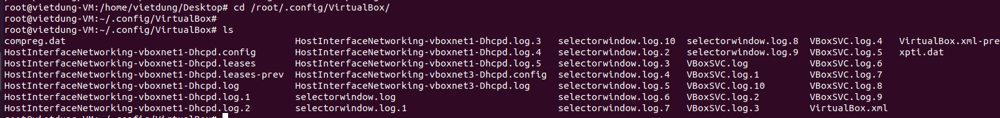 root@vietdung-VM:/home/vietdung/Desktop# cd /root/.config/VirtualBox/
root@vietdung-VM:~/.config/VirtualBox#
root@vietdung-VM:~/.config/VirtualBox# ls
compreg.dat HostInterfaceNetworking-vboxnet1-Dhcpd.log.3 selectorwindow.log.10 selectorwindow.log.8 VBoxSVC.log.4 VirtualBox.xml-pre
HostInterfaceNetworking-vboxnet1-Dhcpd.config HostInterfaceNetworking-vboxnet1-Dhcpd.log.4 selectorwindow.log.2 selectorwindow.log.9 VBoxSVC.log.5 xpti.dat
HostInterfaceNetworking-vboxnet1-Dhcpd.leases HostInterfaceNetworking-vboxnet1-Dhcpd.log.5 selectorwindow.log.3 VBoxSVC.log VBoxSVC.log.6
HostInterfaceNetworking-vboxnet1-Dhcpd.leases-prev HostInterfaceNetworking-vboxnet3-Dhcpd.config selectorwindow.log.4 VBoxSVC.log.1 VBoxSVC.log.7
HostInterfaceNetworking-vboxnet1-Dhcpd.log HostInterfaceNetworking-vboxnet3-Dhcpd.log selectorwindow.log.5 VBoxSVC.log.10 VBoxSVC.log.8
HostInterfaceNetworking-vboxnet1-Dhcpd.log.1 selectorwindow.log selectorwindow.log.6 VBoxSVC.log.2 VBoxSVC.log.9
HostInterfaceNetworking-vboxnet1-Dhcpd.log.2 selectorwindow.log.1 selectorwindow.log.7 VBoxSVC.log.3 VirtualBox.xml
root@vietdung-VM:~/.config/VirtualBox#